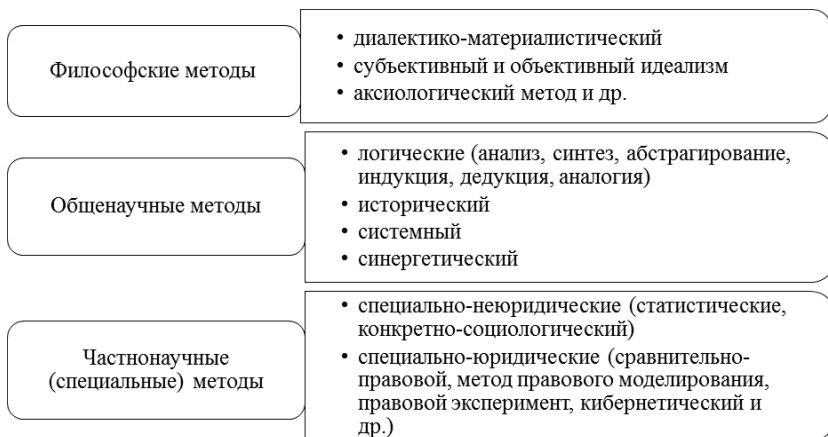 Философские методы
• диалектико-материалистический
• субъективный и объективный идеализм
• аксиологический метод и др.
Общенаучные методы
• логические (анализ, синтез, абстрагирование,
индукция, дедукция, аналогия)
• исторический
• системный
• синергетический
Частнонаучные
(специальные) методы
• специально-неюридические (статистические,
конкретно-социологический)
• специально-юридические (сравнительно-
правовой, метод правового моделирования,
правовой эксперимент, кибернетический и
др.)